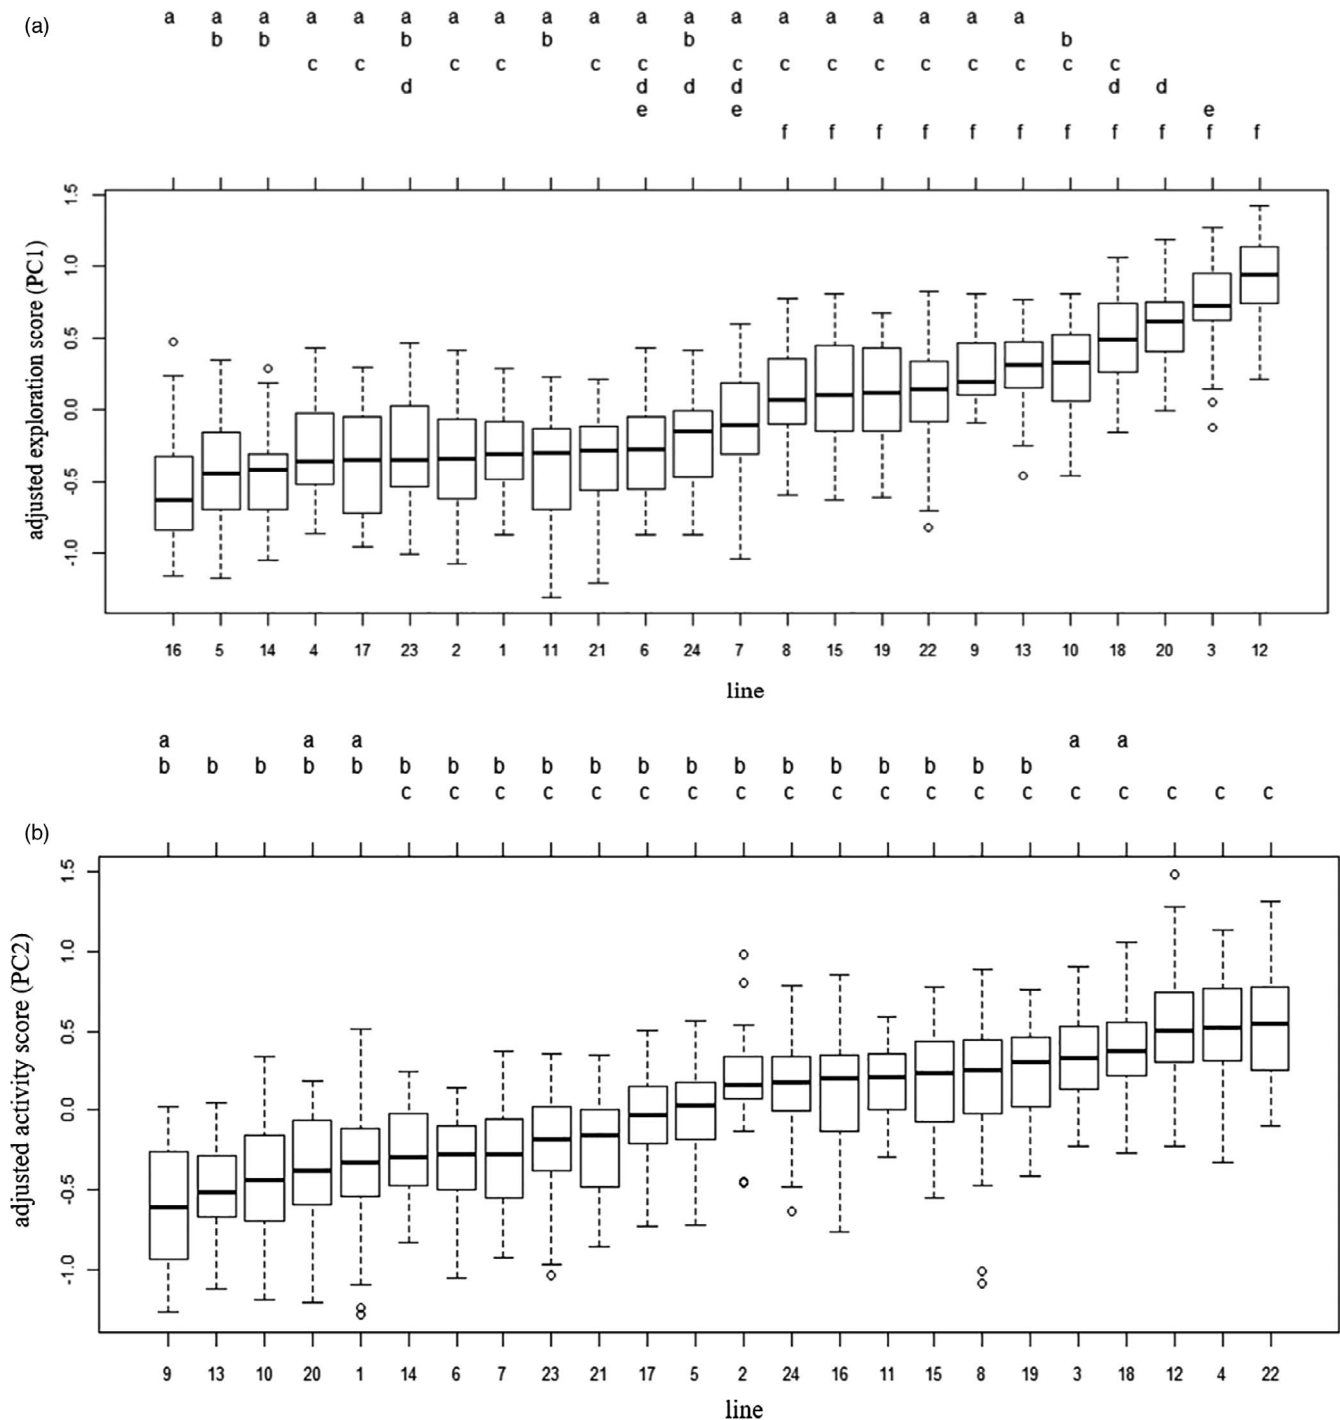 (a)
a a a a a a a a a a a a a a a a a a a
b b b b b b
c c c c c c c c c c c c c c c
d d d d d d
e e e
f f f f f f f f f f f
adjusted exploration score (PC1)
1.5
1.0
0.5
0.0
-0.5
-1.0
16 5 14 4 17 23 2 1 11 21 6 24 7 8 15 19 22 9 13 10 18 20 3 12
line
a a a a a
b b b b b b b b b b b b b b b b b b b
c c c c c c c c c c c c c c c c c c c
(b)
adjusted activity score (PC2)
1.5
1.0
0.5
0.0
-0.5
-1.0
9 13 10 20 1 14 6 7 23 21 17 5 2 24 16 11 15 8 19 3 18 12 4 22
line